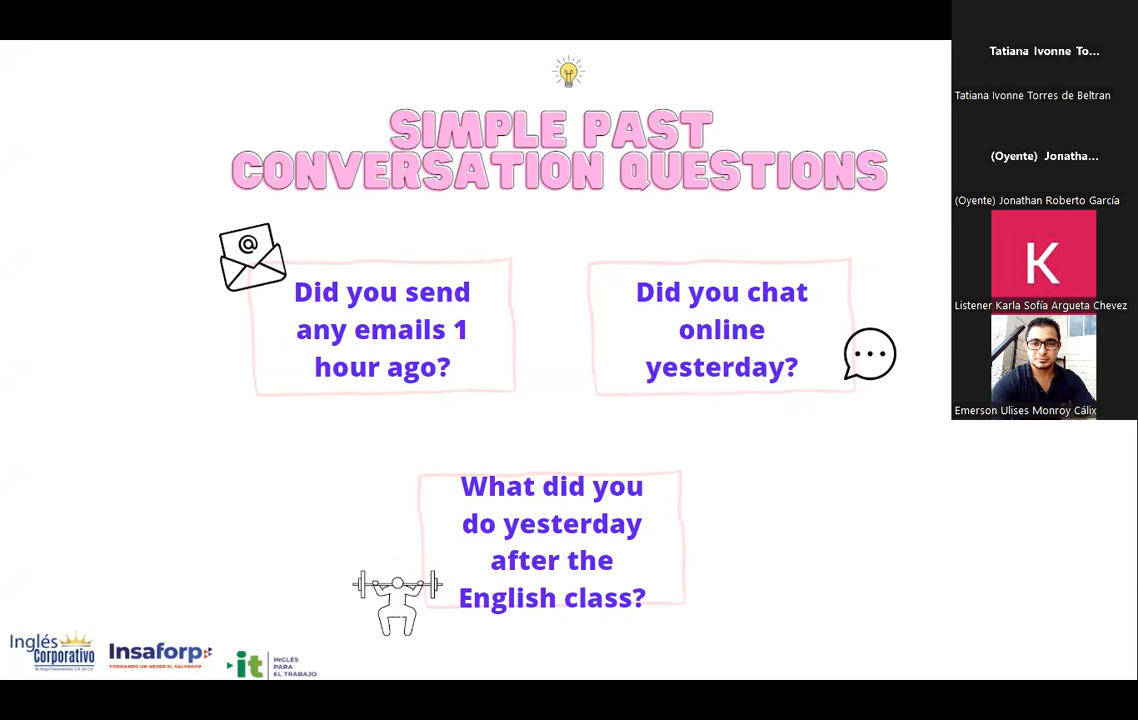 SIMPLE PAST
CONVERSATION QUESTIONS
@
Did you send
any emails 1
hour ago?
Did you chat
online
yesterday?
What did you
do yesterday
after the
English class?
Inglés
Corporativo
Insaforp
FORMANDO UN MEJOR EL SALVADOR
it
INGLÉS
PARA
EL TRABAJO
Tatiana Ivonne To...
Tatiana Ivonne Torres de Beltran
(Oyente) Jonatha...
(Oyente) Jonathan Roberto García
K
Listener Karla Sofía Argueta Chevez
Emerson Ulises Monroy Cálix